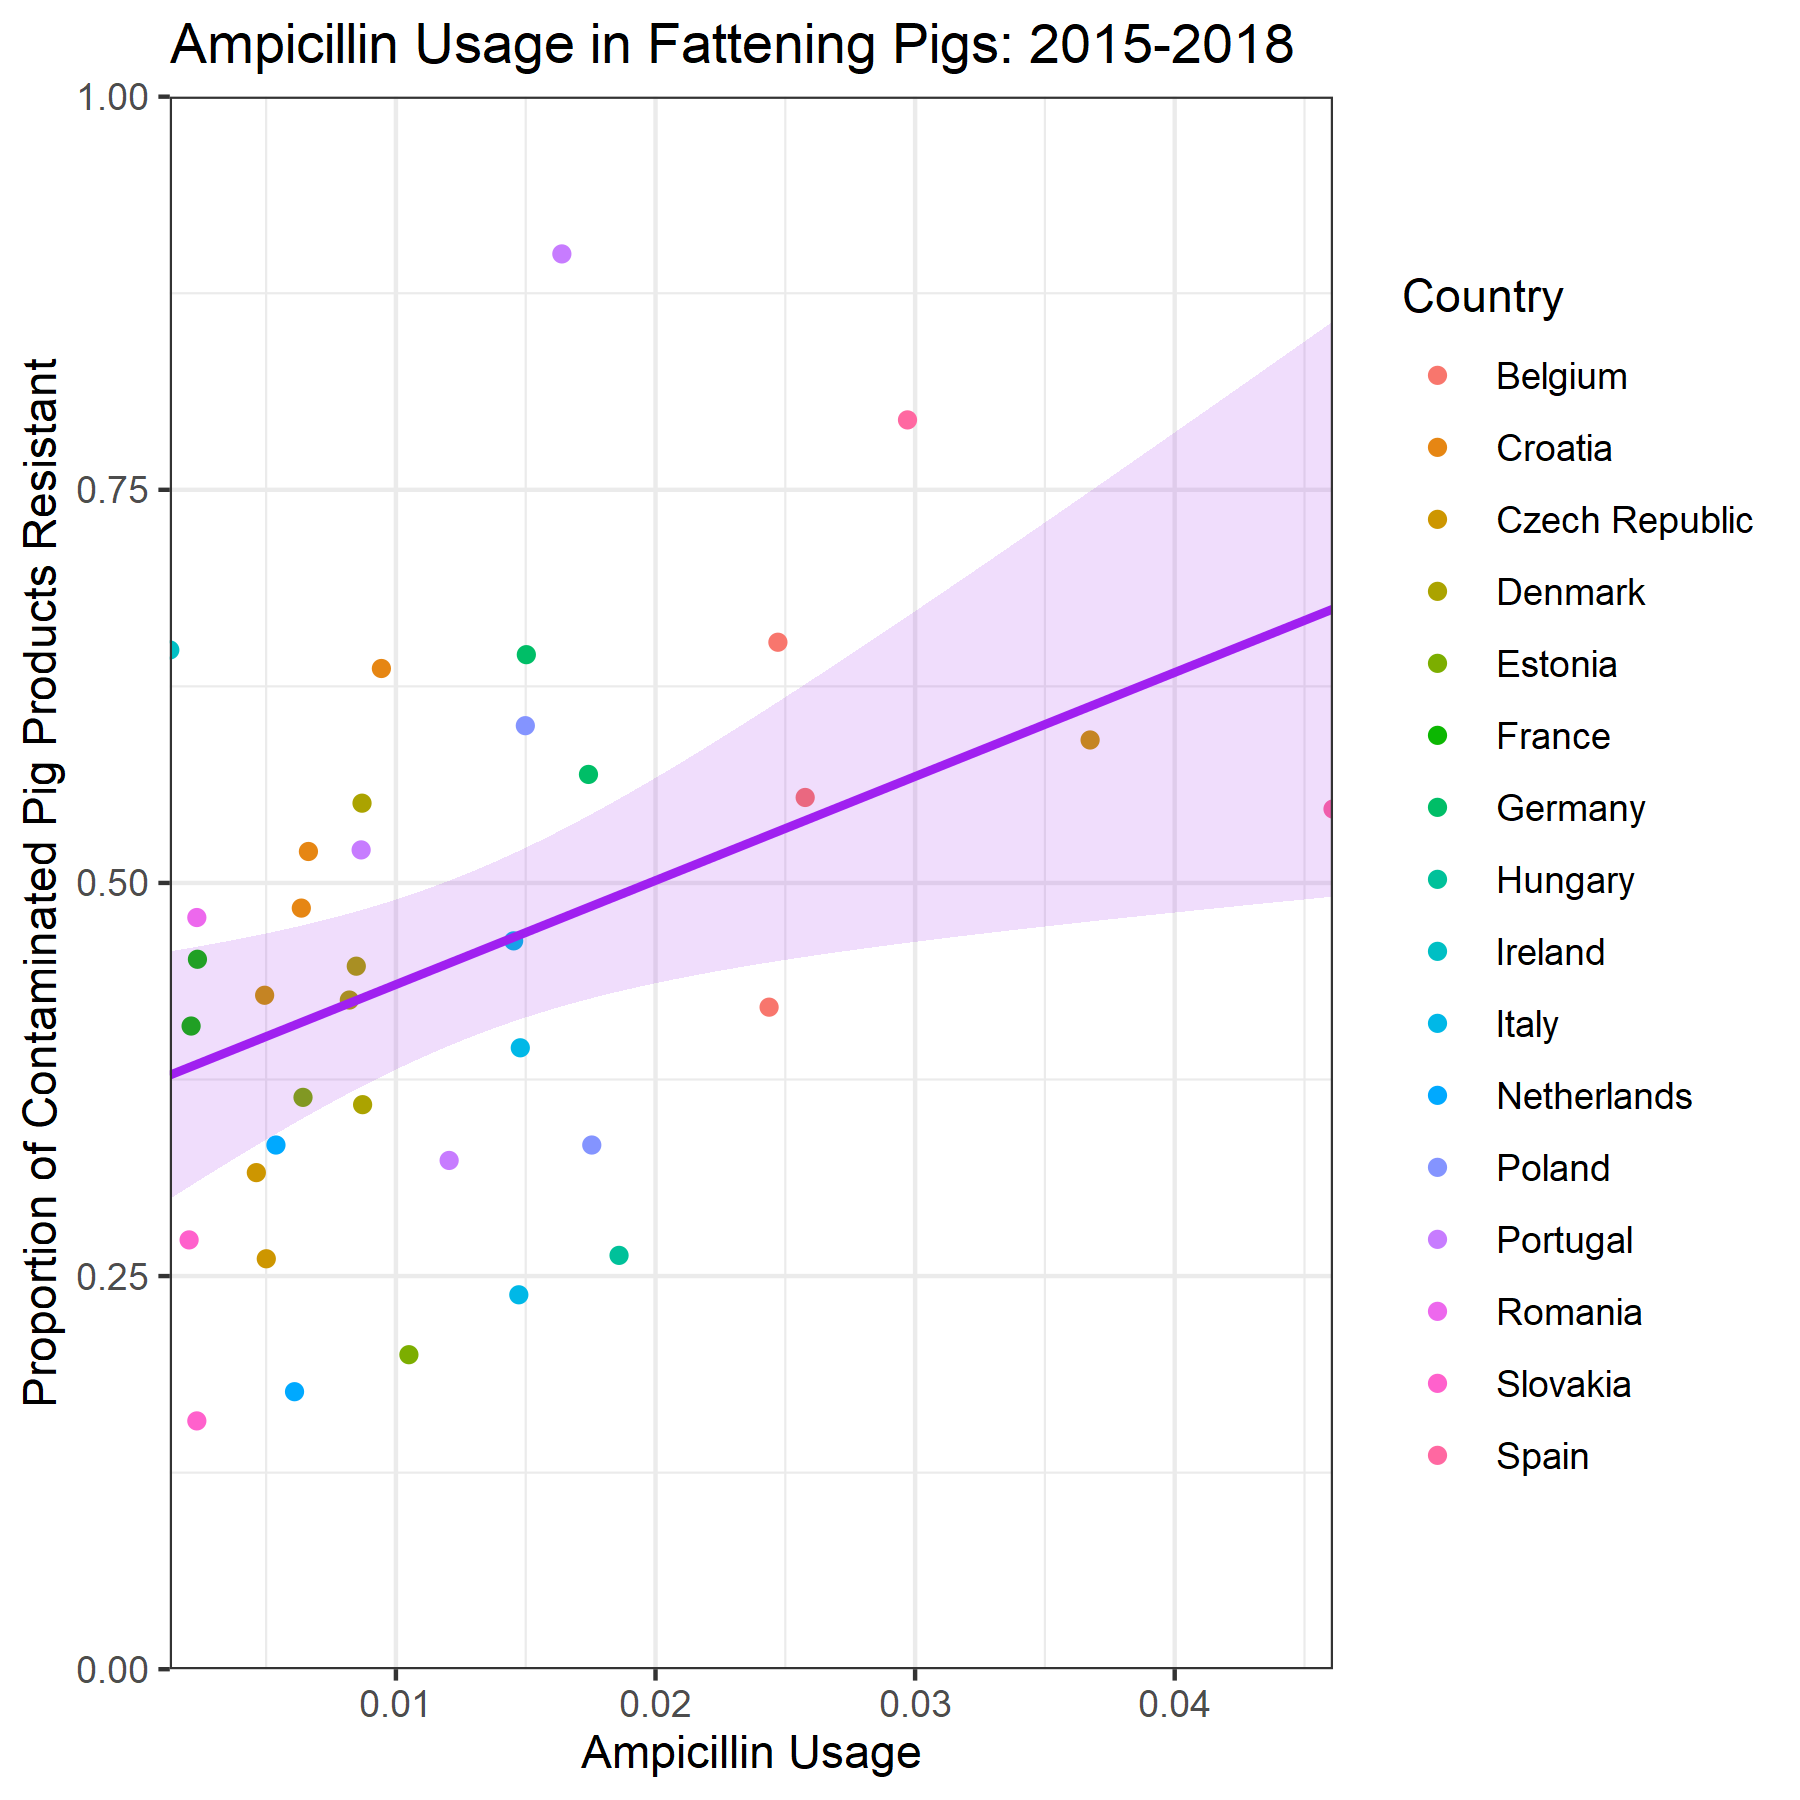 Ampicillin Usage in Fattening Pigs: 2015-2018
Proportion of Contaminated Pig Products Resistant
1.00
0.75
0.50
0.25
0.00
0.01
0.02
0.03
0.04
Ampicillin Usage
Country
Belgium
Croatia
Czech Republic
Denmark
Estonia
France
Germany
Hungary
Ireland
Italy
Netherlands
Poland
Portugal
Romania
Slovakia
Spain